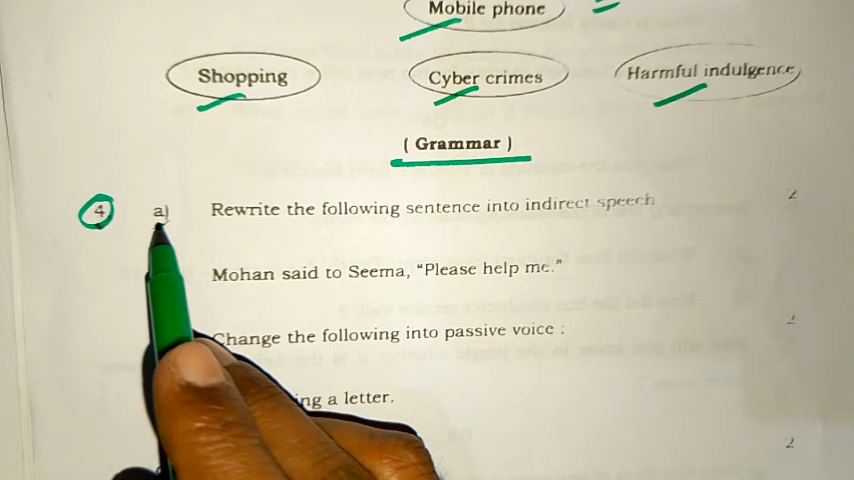 Mobile phone
Shopping
Cyber crimes
Harmful indulgence
( Grammar )
4 a) Rewrite the following sentence into indirect speech : 2
Mohan said to Seema, “Please help me.”
Change the following into passive voice : 2
ing a letter.
2